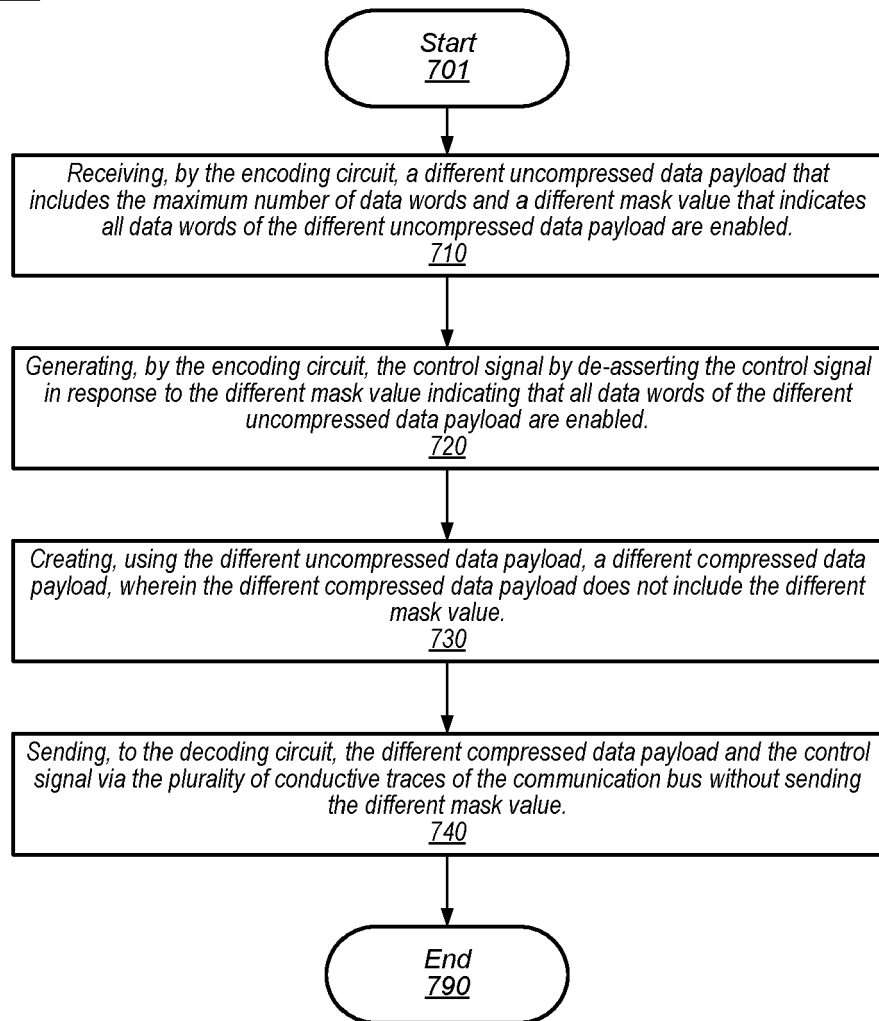 Start
701
Receiving, by the encoding circuit, a different uncompressed data payload that
includes the maximum number of data words and a different mask value that indicates
all data words of the different uncompressed data payload are enabled.
710
Generating, by the encoding circuit, the control signal by de-asserting the control signal
in response to the different mask value indicating that all data words of the different
uncompressed data payload are enabled.
720
Creating, using the different uncompressed data payload, a different compressed data
payload, wherein the different compressed data payload does not include the different
mask value.
730
Sending, to the decoding circuit, the different compressed data payload and the control
signal via the plurality of conductive traces of the communication bus without sending
the different mask value.
740
End
790